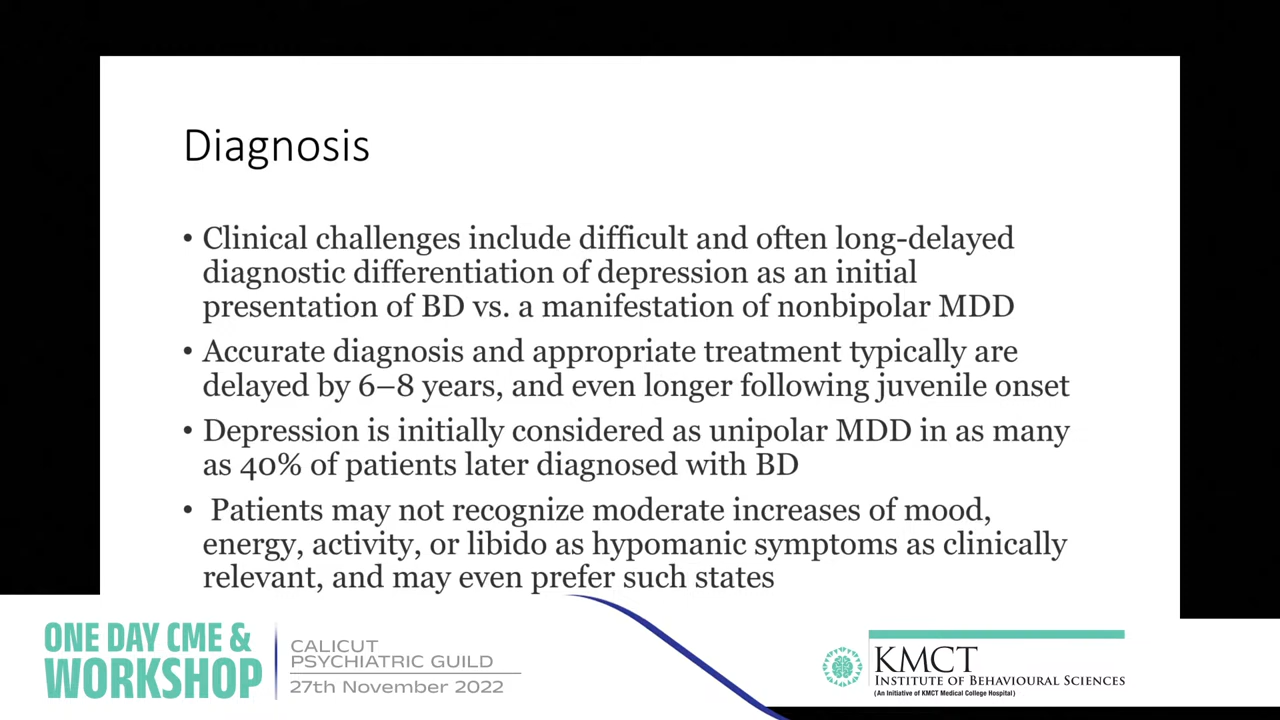 Diagnosis
• Clinical challenges include difficult and often long-delayed
diagnostic differentiation of depression as an initial
presentation of BD vs. a manifestation of nonbipolar MDD
• Accurate diagnosis and appropriate treatment typically are
delayed by 6–8 years, and even longer following juvenile onset
• Depression is initially considered as unipolar MDD in as many
as 40% of patients later diagnosed with BD
• Patients may not recognize moderate increases of mood,
energy, activity, or libido as hypomanic symptoms as clinically
relevant, and may even prefer such states
ONE DAY CME &
WORKSHOP
CALICUT
PSYCHIATRIC GUILD
27th November 2022
KMCT
INSTITUTE OF BEHAVIOURAL SCIENCES
(An Initiative of KMCT Medical College Hospital)